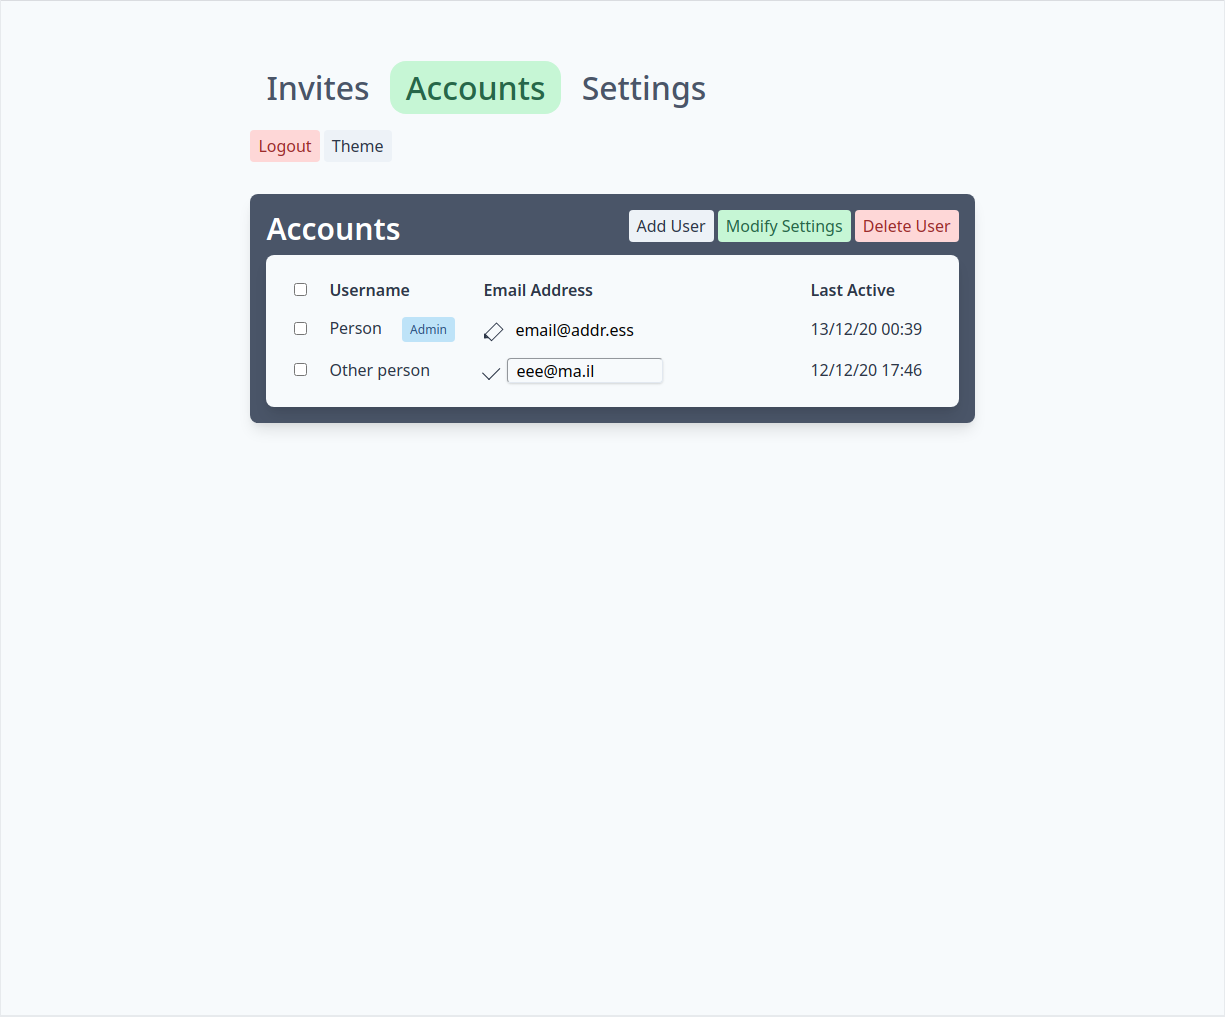 Invites Accounts Settings
Logout Theme
Accounts Add User Modify Settings Delete User
Username Email Address Last Active
Person Admin email@addr.ess 13/12/20 00:39
Other person eee@ma.il 12/12/20 17:46